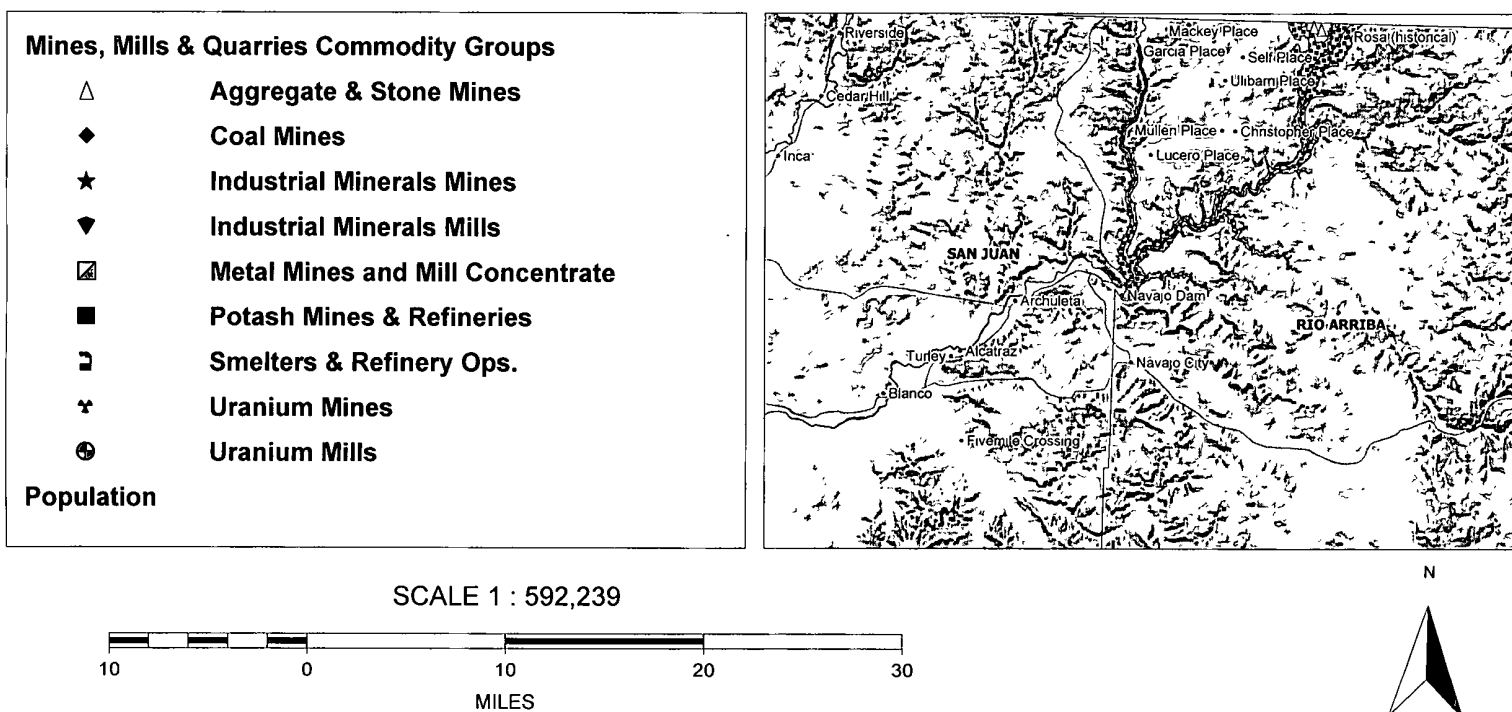 Mines, Mills & Quarries Commodity Groups
Aggregate & Stone Mines
Coal Mines
Industrial Minerals Mines
Industrial Minerals Mills
Metal Mines and Mill Concentrate
Potash Mines & Refineries
Smelters & Refinery Ops.
Uranium Mines
Uranium Mills
Population
Riverside
Mackey Place
Rosa (historical)
Garcia Place
Self Place
Ulibarri Place
Cedar Hill
Mullen Place
Christopher Place
Inca
Lucero Place
SAN JUAN
Archuleta
Navajo Dam
RIO ARRIBA
Turley
Alcatraz
Navajo City
Blanco
Fivemile Crossing
SCALE 1 : 592,239
10 0 10 20 30
MILES
N